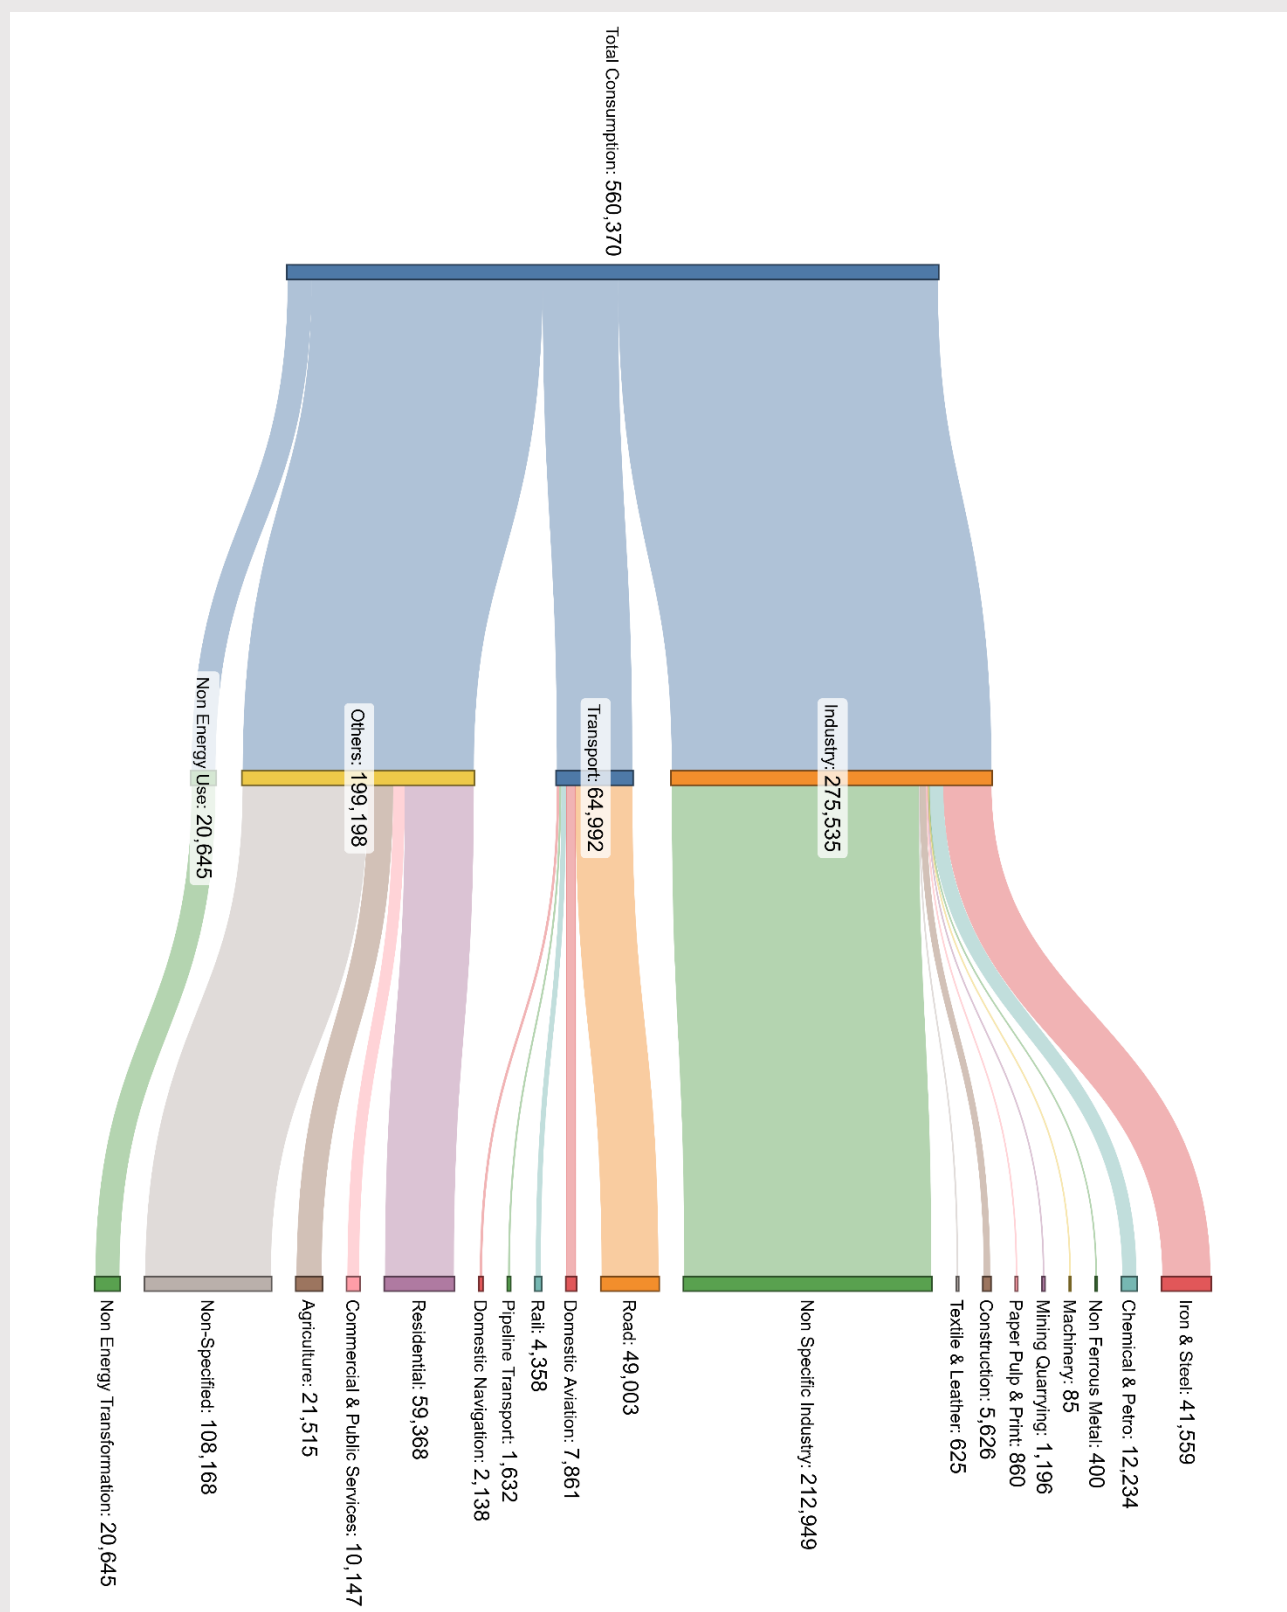 Total Consumption: 560,370
Industry: 275,535
Transport: 64,992
Others: 199,198
Non Energy Use: 20,645
Iron & Steel: 41,559
Chemical & Petro: 12,234
Non Ferrous Metal: 400
Machinery: 85
Mining Quarrying: 1,196
Paper Pulp & Print: 860
Construction: 5,626
Textile & Leather: 625
Non Specific Industry: 212,949
Road: 49,003
Domestic Aviation: 7,861
Rail: 4,358
Pipeline Transport: 1,632
Domestic Navigation: 2,138
Residential: 59,368
Commercial & Public Services: 10,147
Agriculture: 21,515
Non-Specified: 108,168
Non Energy Transformation: 20,645